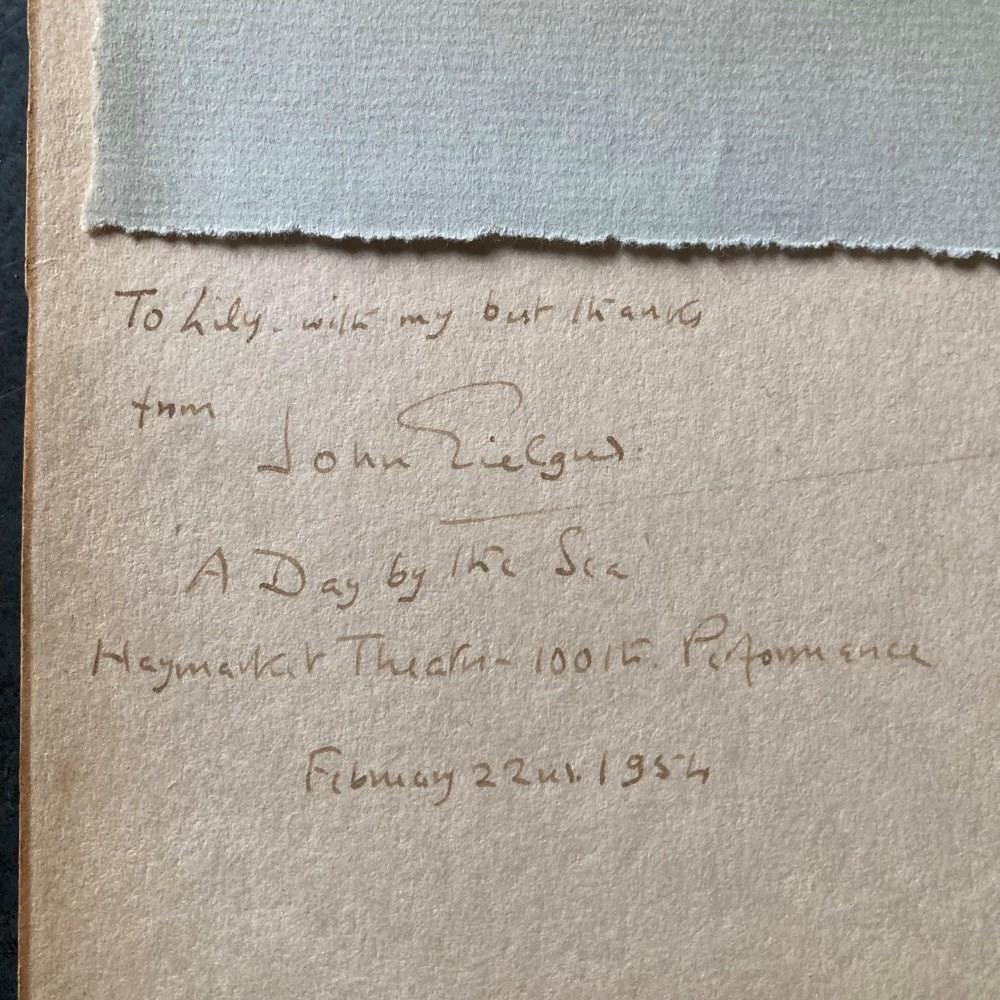 To Lily. with my best thanks
from
John Gielgud.
'A Day by the Sea'
Haymarket Theatre - 100th. Performance
February 22nd. 1954